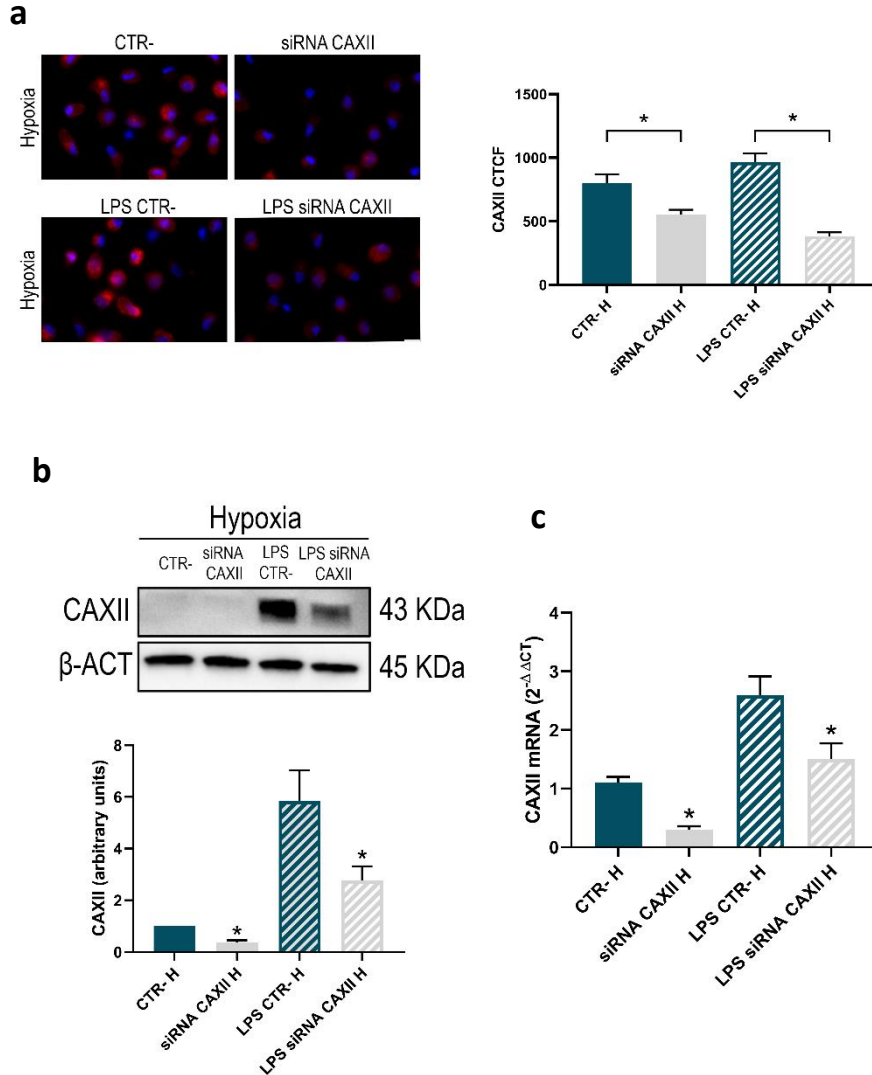 a
CTR-
siRNA CAXII
Hypoxia
LPS CTR-
LPS siRNA CAXII
Hypoxia
CAXII CTCF
1500
1000
500
0
*
*
CTR- H
siRNA CAXII H
LPS CTR- H
LPS siRNA CAXII H
b
Hypoxia
CTR-
siRNA
CAXII
LPS
CTR-
LPS siRNA
CAXII
CAXII
43 KDa
β-ACT
45 KDa
CAXII (arbitrary units)
8
6
4
2
0
*
*
CTR- H
siRNA CAXII H
LPS CTR- H
LPS siRNA CAXII H
c
CAXII mRNA (2^-ΔΔCT)
4
3
2
1
0
*
*
CTR- H
siRNA CAXII H
LPS CTR- H
LPS siRNA CAXII H